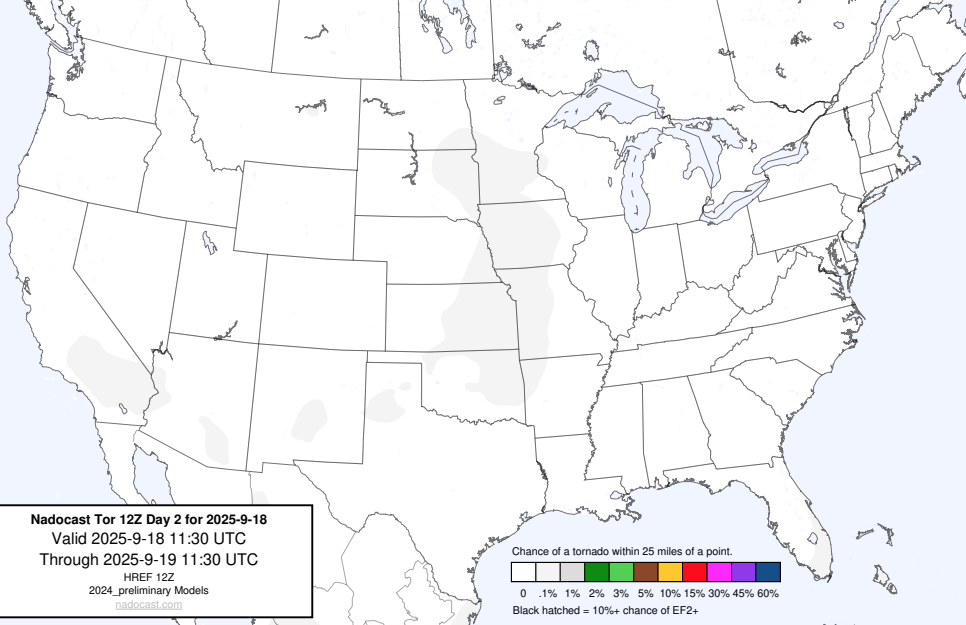 Nadocast Tor 12Z Day 2 for 2025-9-18
Valid 2025-9-18 11:30 UTC
Through 2025-9-19 11:30 UTC
HREF 12Z
2024_preliminary Models
nadocast.com
Chance of a tornado within 25 miles of a point.
0 .1% 1% 2% 3% 5% 10% 15% 30% 45% 60%
Black hatched = 10%+ chance of EF2+